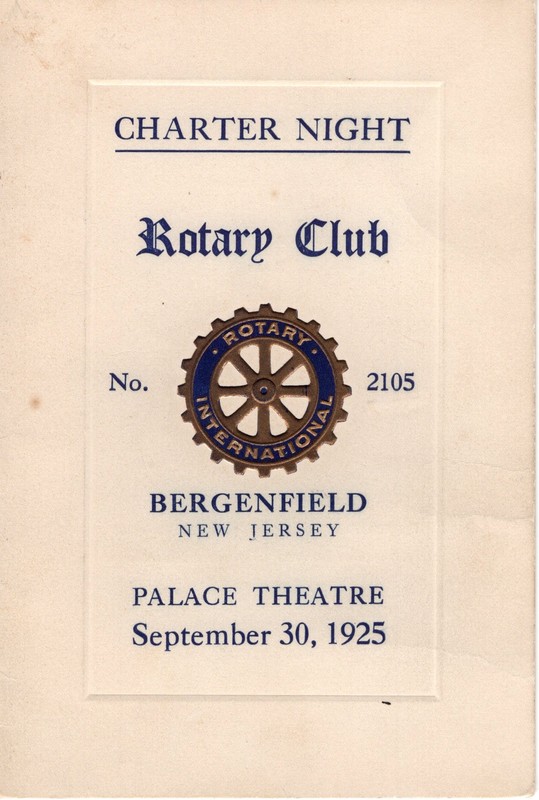 CHARTER NIGHT
Rotary Club
ROTARY
INTERNATIONAL
No. 2105
BERGENFIELD
NEW JERSEY
PALACE THEATRE
September 30, 1925